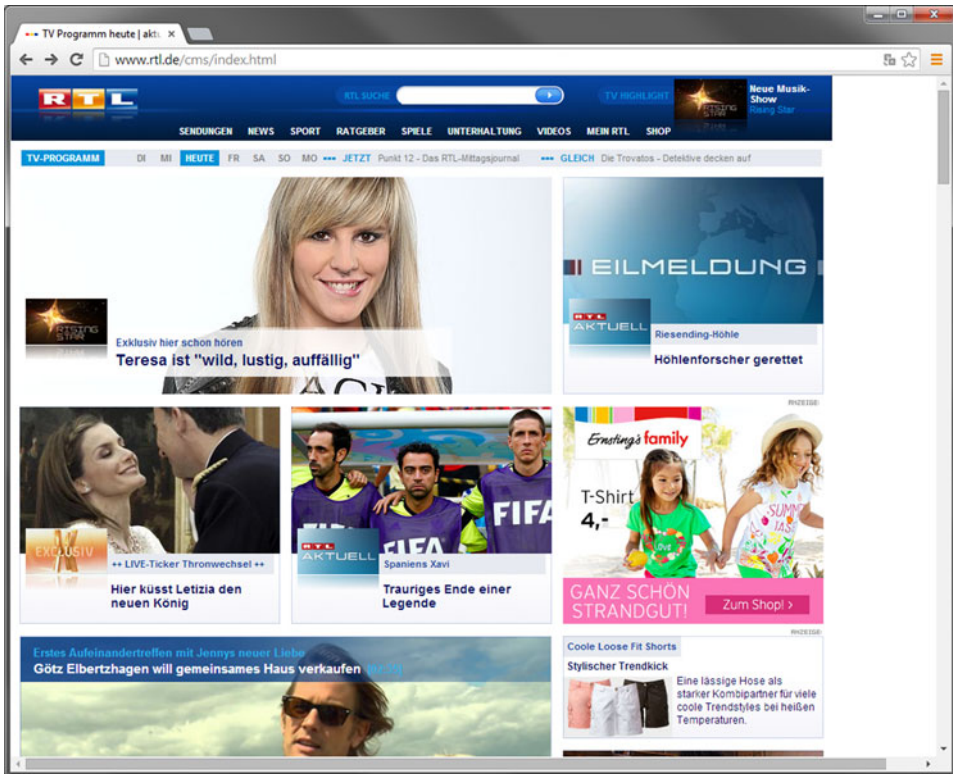 TV Programm heute | aktu
www.rtl.de/cms/index.html
RTL
RTL SUCHE
TV HIGHLIGHT
RISING STAR
Neue Musik-
Show
Rising Star
SENDUNGEN NEWS SPORT RATGEBER SPIELE UNTERHALTUNG VIDEOS MEIN RTL SHOP
TV-PROGRAMM DI MI HEUTE FR SA SO MO JETZT Punkt 12 - Das RTL-Mittagsjournal GLEICH Die Trovatos - Detektive decken auf
RISING
STAR
Exklusiv hier schon hören
Teresa ist "wild, lustig, auffällig"
EILMELDUNG
RTL
AKTUELL
Riesending-Höhle
Höhlenforscher gerettet
ANZEIGE:
EXCLUSIV
++ LIVE-Ticker Thronwechsel ++
Hier küsst Letizia den
neuen König
FIFA
FIFA
RTL
AKTUELL
Spaniens Xavi
Trauriges Ende einer
Legende
Ernsting's family
T-Shirt
4,-
love
GANZ SCHÖN
STRANDGUT!
Zum Shop! >
ANZEIGE:
Erstes Aufeinandertreffen mit Jennys neuer Liebe
Götz Elbertzhagen will gemeinsames Haus verkaufen
Coole Loose Fit Shorts
Stylischer Trendkick
Eine lässige Hose als
starker Kombipartner für viele
coole Trendstyles bei heißen
Temperaturen.